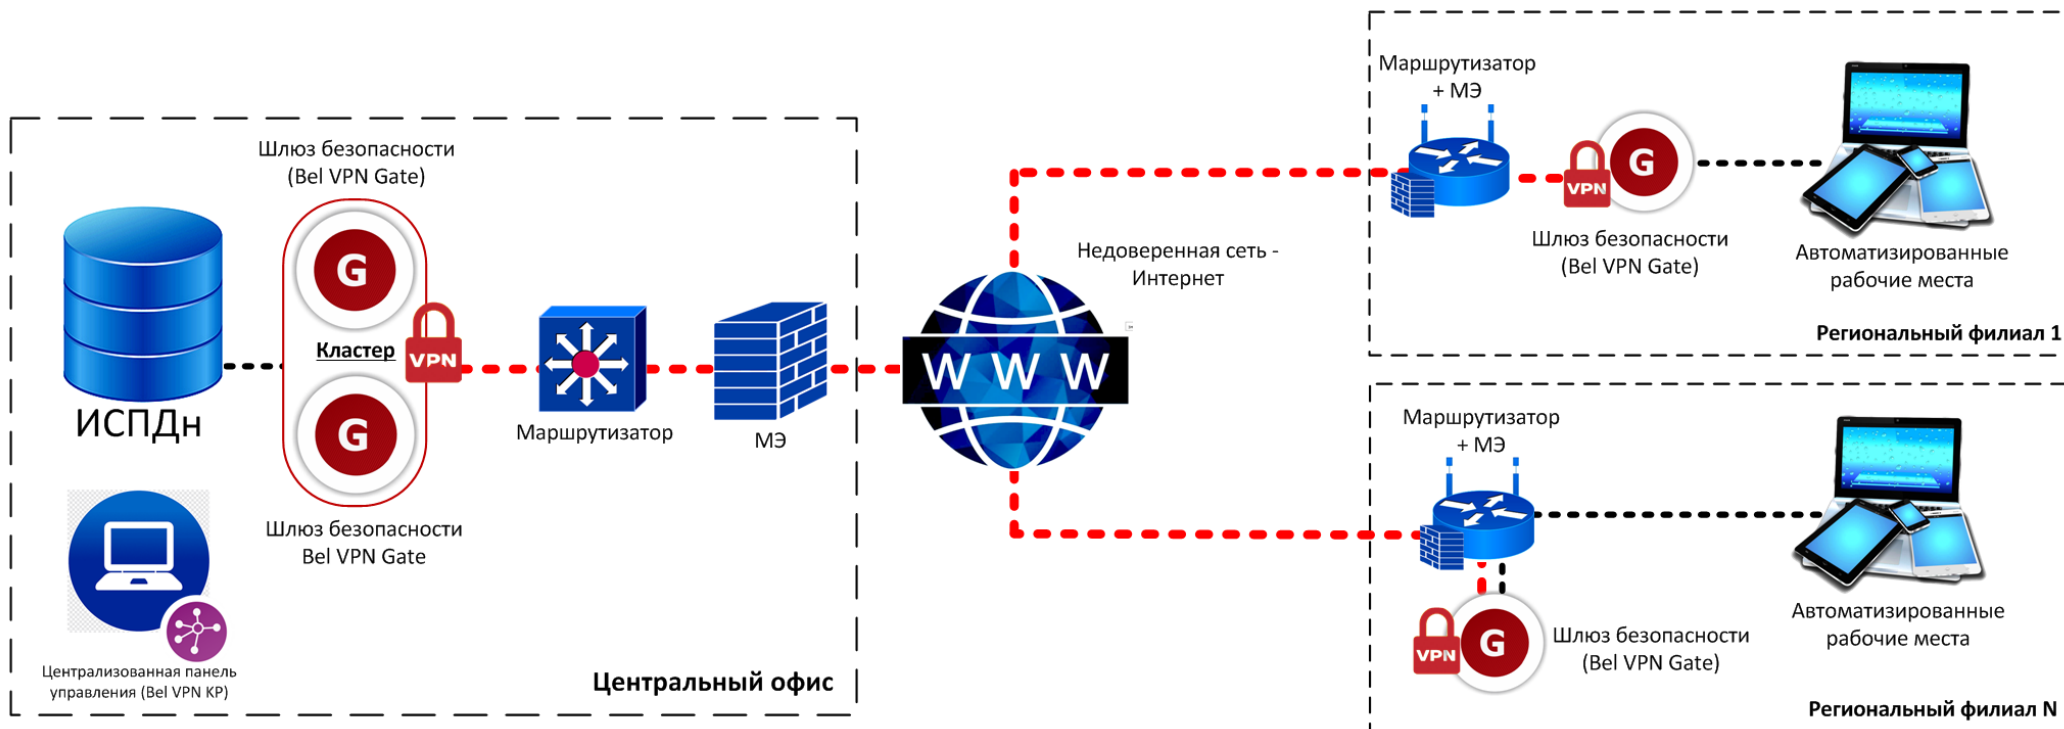 Шлюз безопасности
(Bel VPN Gate)
G
Кластер
VPN
G
ИСПДн
Шлюз безопасности
Bel VPN Gate
Централизованная панель
управления (Bel VPN KP)
Маршрутизатор
МЭ
Центральный офис
Недоверенная сеть -
Интернет
WWW
Маршрутизатор
+ МЭ
VPN
G
Шлюз безопасности
(Bel VPN Gate)
Автоматизированные
рабочие места
Региональный филиал 1
Маршрутизатор
+ МЭ
VPN
G
Шлюз безопасности
(Bel VPN Gate)
Автоматизированные
рабочие места
Региональный филиал N